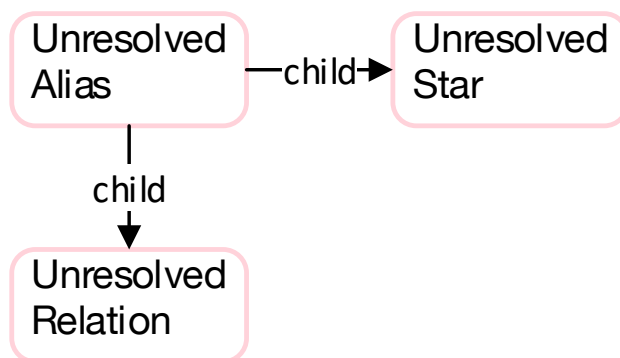 Unresolved
Alias
child
Unresolved
Star
child
Unresolved
Relation